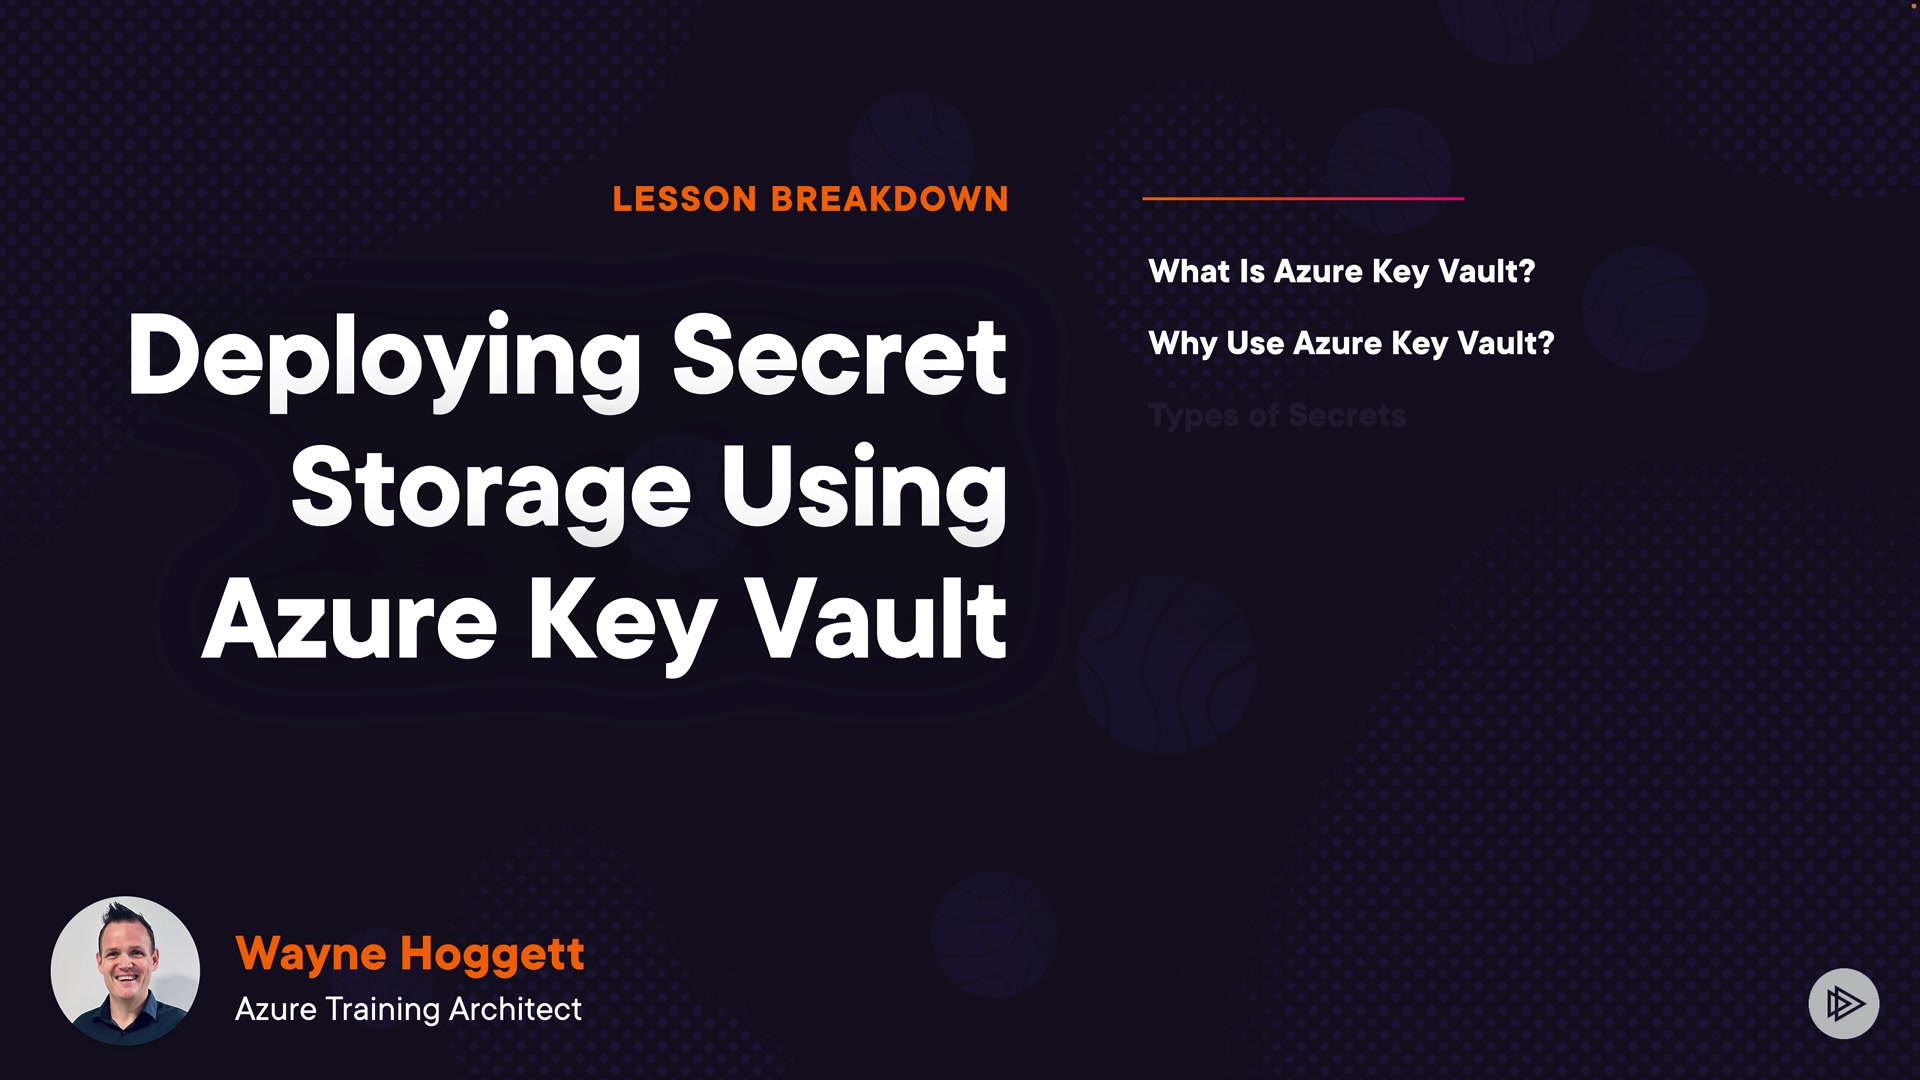 LESSON BREAKDOWN
Deploying Secret
Storage Using
Azure Key Vault
What Is Azure Key Vault?
Why Use Azure Key Vault?
Types of Secrets
Wayne Hoggett
Azure Training Architect